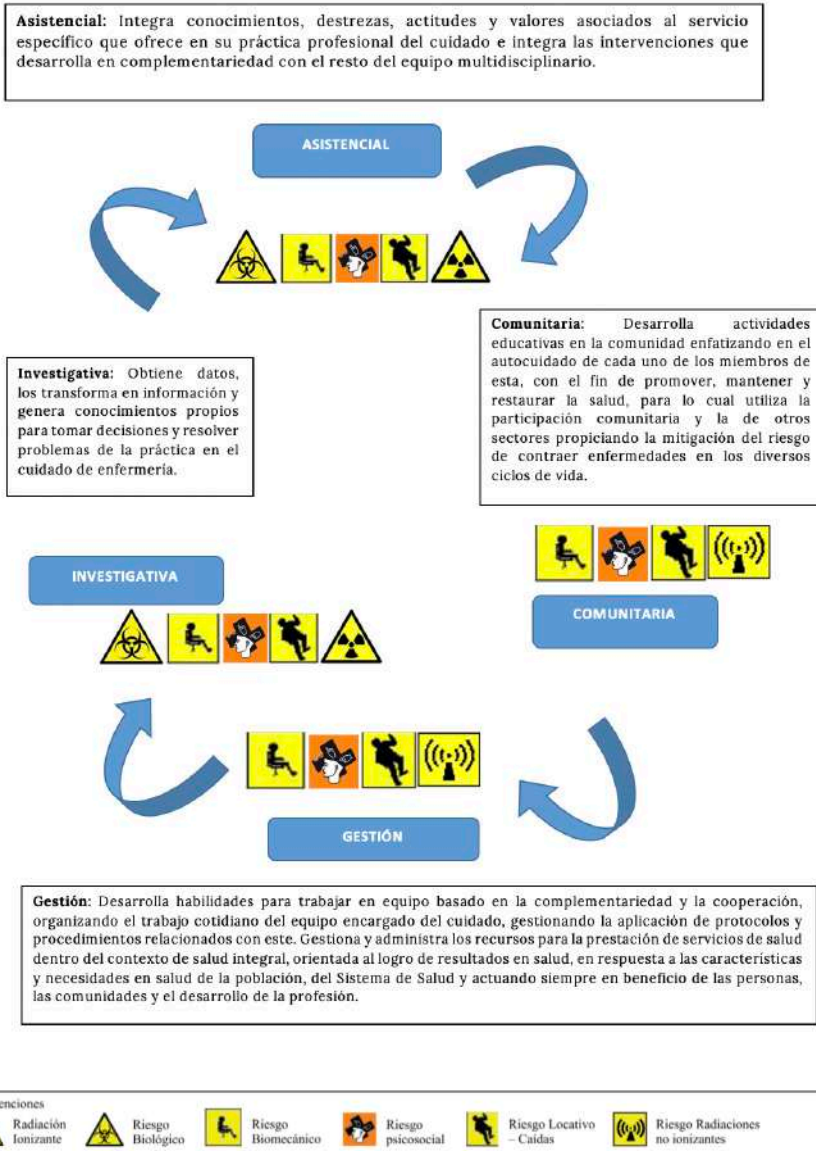 Asistencial: Integra conocimientos, destrezas, actitudes y valores asociados al servicio
específico que ofrece en su práctica profesional del cuidado e integra las intervenciones que
desarrolla en complementariedad con el resto del equipo multidisciplinario.
ASISTENCIAL
Comunitaria: Desarrolla actividades
educativas en la comunidad enfatizando en el
autocuidado de cada uno de los miembros de
esta, con el fin de promover, mantener y
restaurar la salud, para lo cual utiliza la
participación comunitaria y la de otros
sectores propiciando la mitigación del riesgo
de contraer enfermedades en los diversos
ciclos de vida.
Investigativa: Obtiene datos,
los transforma en información y
genera conocimientos propios
para tomar decisiones y resolver
problemas de la práctica en el
cuidado de enfermería.
INVESTIGATIVA
COMUNITARIA
GESTIÓN
Gestión: Desarrolla habilidades para trabajar en equipo basado en la complementariedad y la cooperación,
organizando el trabajo cotidiano del equipo encargado del cuidado, gestionando la aplicación de protocolos y
procedimientos relacionados con este. Gestiona y administra los recursos para la prestación de servicios de salud
dentro del contexto de salud integral, orientada al logro de resultados en salud, en respuesta a las características
y necesidades en salud de la población, del Sistema de Salud y actuando siempre en beneficio de las personas,
las comunidades y el desarrollo de la profesión.
enciones
Radiación
Ionizante
Riesgo
Biológico
Riesgo
Biomecánico
Riesgo
psicosocial
Riesgo Locativo
– Caídas
Riesgo Radiaciones
no ionizantes